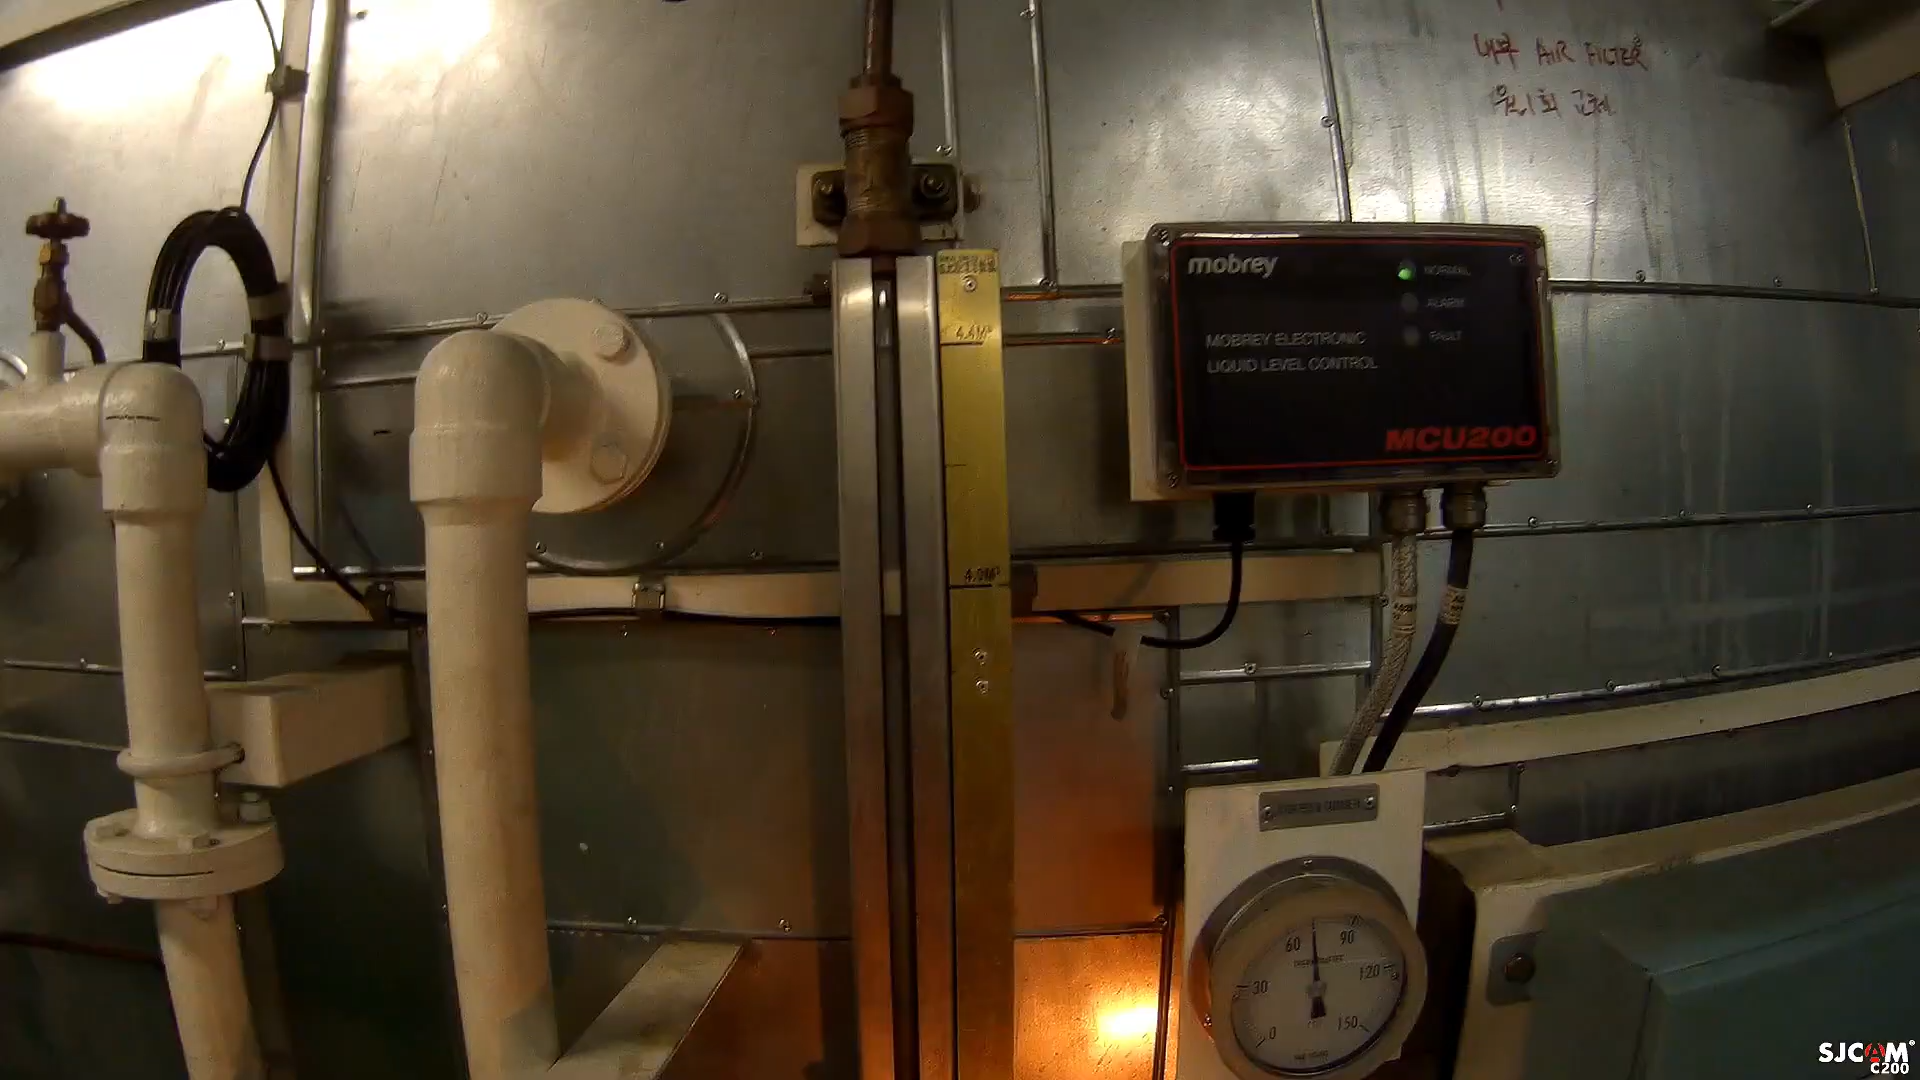 내부 AIR FILTER
mobrey
NORMAL
CE
ALARM
FAULT
MOBREY ELECTRONIC
LIQUID LEVEL CONTROL
MCU200
4.4M³
4.0M³
60
90
30
120
0
150
SJCAM
C200